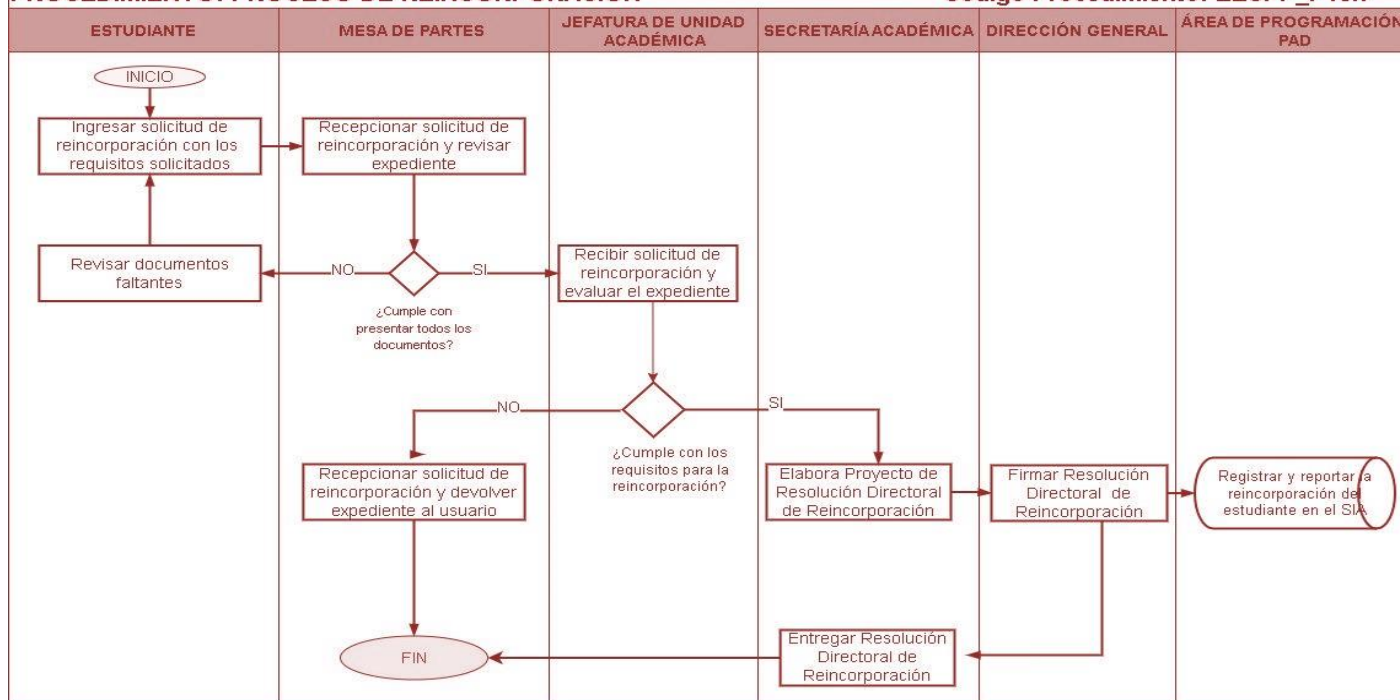 ESTUDIANTE
MESA DE PARTES
JEFATURA DE UNIDAD
ACADÉMICA
SECRETARÍA ACADÉMICA
DIRECCIÓN GENERAL
ÁREA DE PROGRAMACIÓN
PAD
INICIO
Ingresar solicitud de
reincorporación con los
requisitos solicitados
Recepcionar solicitud de
reincorporación y revisar
expediente
Revisar documentos
faltantes
NO
SI
¿Cumple con
presentar todos los
documentos?
Recibir solicitud de
reincorporación y
evaluar el expediente
NO
SI
¿Cumple con los
requisitos para la
reincorporación?
Recepcionar solicitud de
reincorporación y devolver
expediente al usuario
Elabora Proyecto de
Resolución Directoral
de Reincorporación
Firmar Resolución
Directoral de
Reincorporación
Registrar y reportar la
reincorporación del
estudiante en el SIA
Entregar Resolución
Directoral de
Reincorporación
FIN